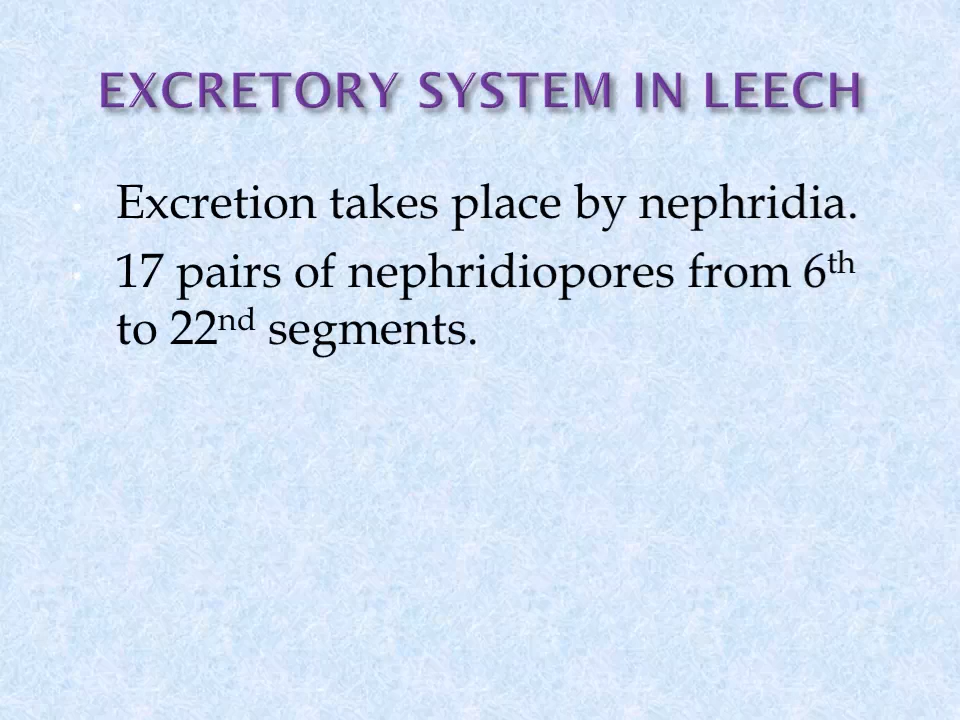 EXCRETORY SYSTEM IN LEECH
• Excretion takes place by nephridia.
• 17 pairs of nephridiopores from 6th
to 22nd segments.